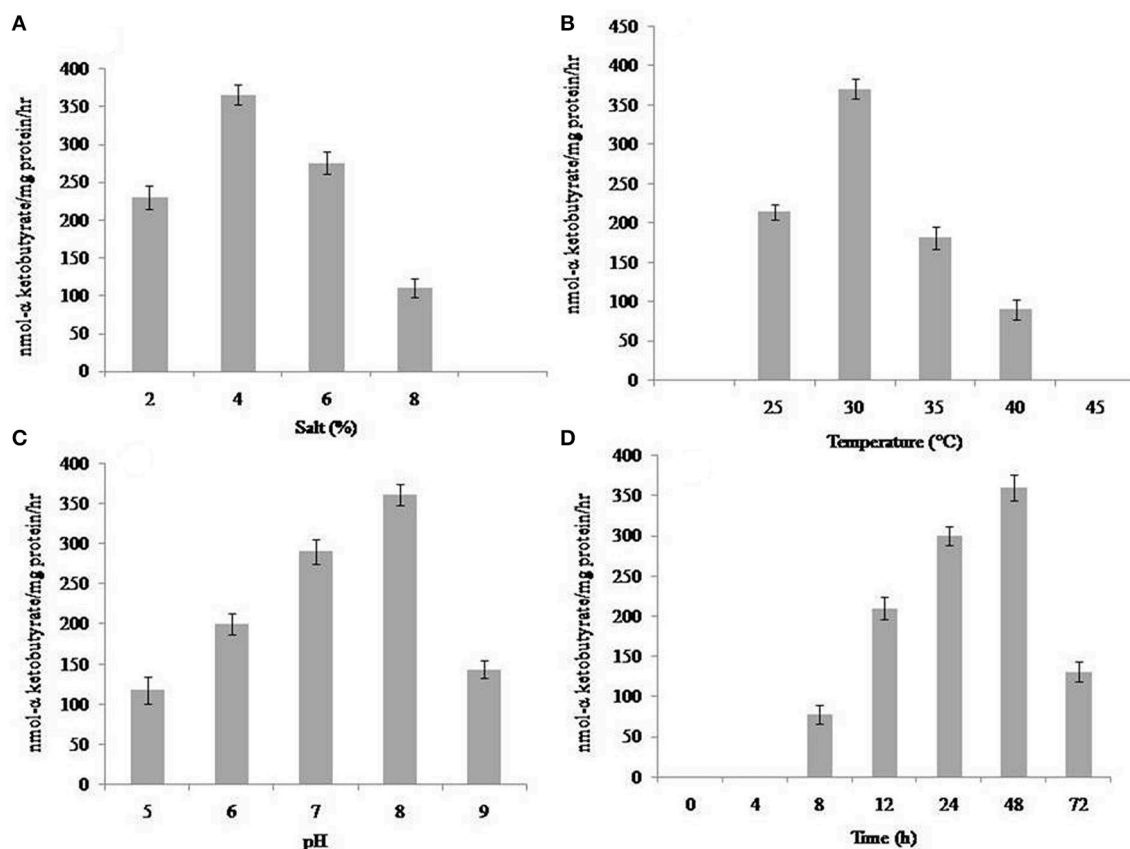 A
nmol-α ketobutyrate/mg protein/hr
400
350
300
250
200
150
100
50
0
2 4 6 8
Salt (%)
B
nmol-α ketobutyrate/mg protein/hr
450
400
350
300
250
200
150
100
50
0
25 30 35 40 45
Temperature (°C)
C
nmol-α ketobutyrate/mg protein/hr
400
350
300
250
200
150
100
50
0
5 6 7 8 9
pH
D
nmol-α ketobutyrate/mg protein/hr
400
350
300
250
200
150
100
50
0
0 4 8 12 24 48 72
Time (h)